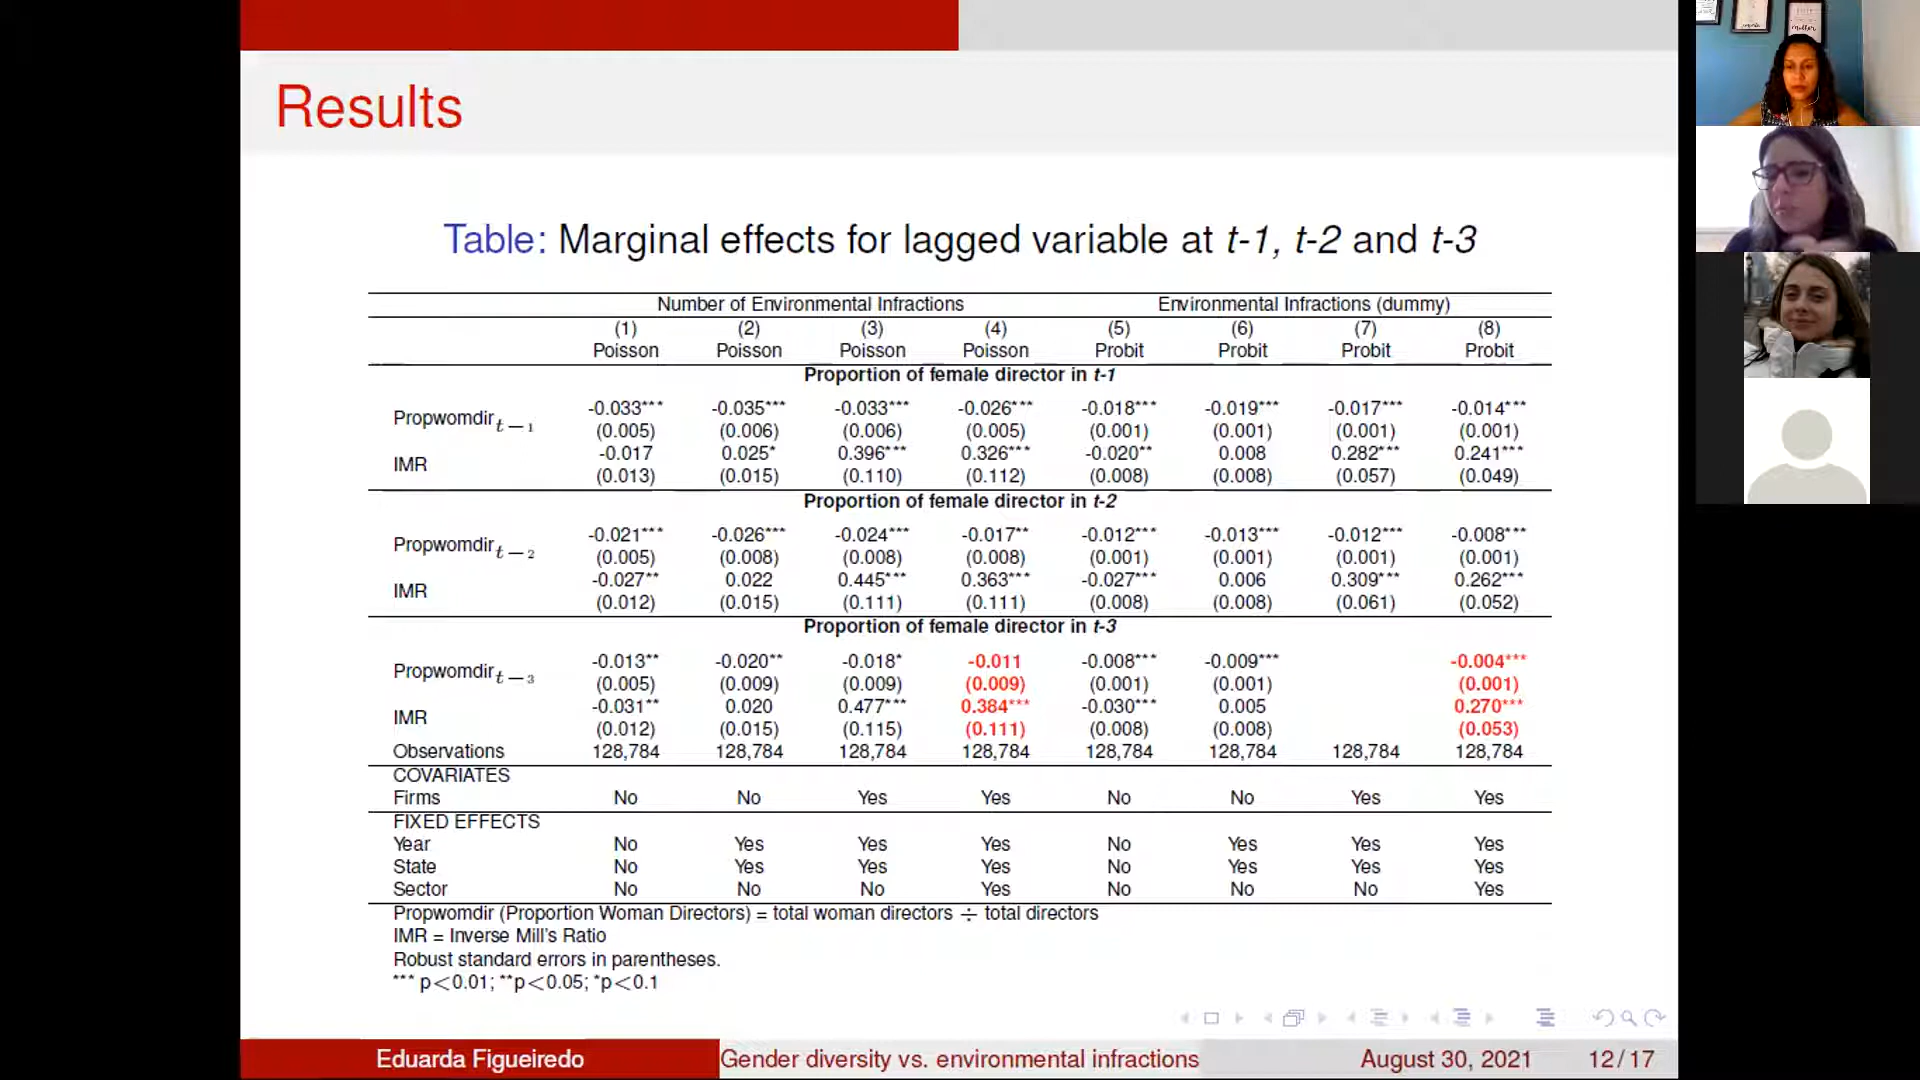 Results
Table: Marginal effects for lagged variable at t-1, t-2 and t-3
Number of Environmental Infractions Environmental Infractions (dummy)
(1) (2) (3) (4) (5) (6) (7) (8)
Poisson Poisson Poisson Poisson Probit Probit Probit Probit
Proportion of female director in t-1
Propwomdir t−1 -0.033*** -0.035*** -0.033*** -0.026*** -0.018*** -0.019*** -0.017*** -0.014***
(0.005) (0.006) (0.006) (0.005) (0.001) (0.001) (0.001) (0.001)
IMR -0.017 0.025* 0.396*** 0.326*** -0.020** 0.008 0.282*** 0.241***
(0.013) (0.015) (0.110) (0.112) (0.008) (0.008) (0.057) (0.049)
Proportion of female director in t-2
Propwomdir t−2 -0.021*** -0.026*** -0.024*** -0.017** -0.012*** -0.013*** -0.012*** -0.008***
(0.005) (0.008) (0.008) (0.008) (0.001) (0.001) (0.001) (0.001)
IMR -0.027** 0.022 0.445*** 0.363*** -0.027*** 0.006 0.309*** 0.262***
(0.012) (0.015) (0.111) (0.111) (0.008) (0.008) (0.061) (0.052)
Proportion of female director in t-3
Propwomdir t−3 -0.013** -0.020** -0.018* -0.011 -0.008*** -0.009*** -0.004***
(0.005) (0.009) (0.009) (0.009) (0.001) (0.001) (0.001)
IMR -0.031** 0.020 0.477*** 0.384*** -0.030*** 0.005 0.270***
(0.012) (0.015) (0.115) (0.111) (0.008) (0.008) (0.053)
Observations 128,784 128,784 128,784 128,784 128,784 128,784 128,784 128,784
COVARIATES
Firms No No Yes Yes No No Yes Yes
FIXED EFFECTS
Year No Yes Yes Yes No Yes Yes Yes
State No Yes Yes Yes No Yes Yes Yes
Sector No No No Yes No No No Yes
Propwomdir (Proportion Woman Directors) = total woman directors ÷ total directors
IMR = Inverse Mill's Ratio
Robust standard errors in parentheses.
*** p<0.01; **p<0.05; *p<0.1
Eduarda Figueiredo Gender diversity vs. environmental infractions August 30, 2021 12/17